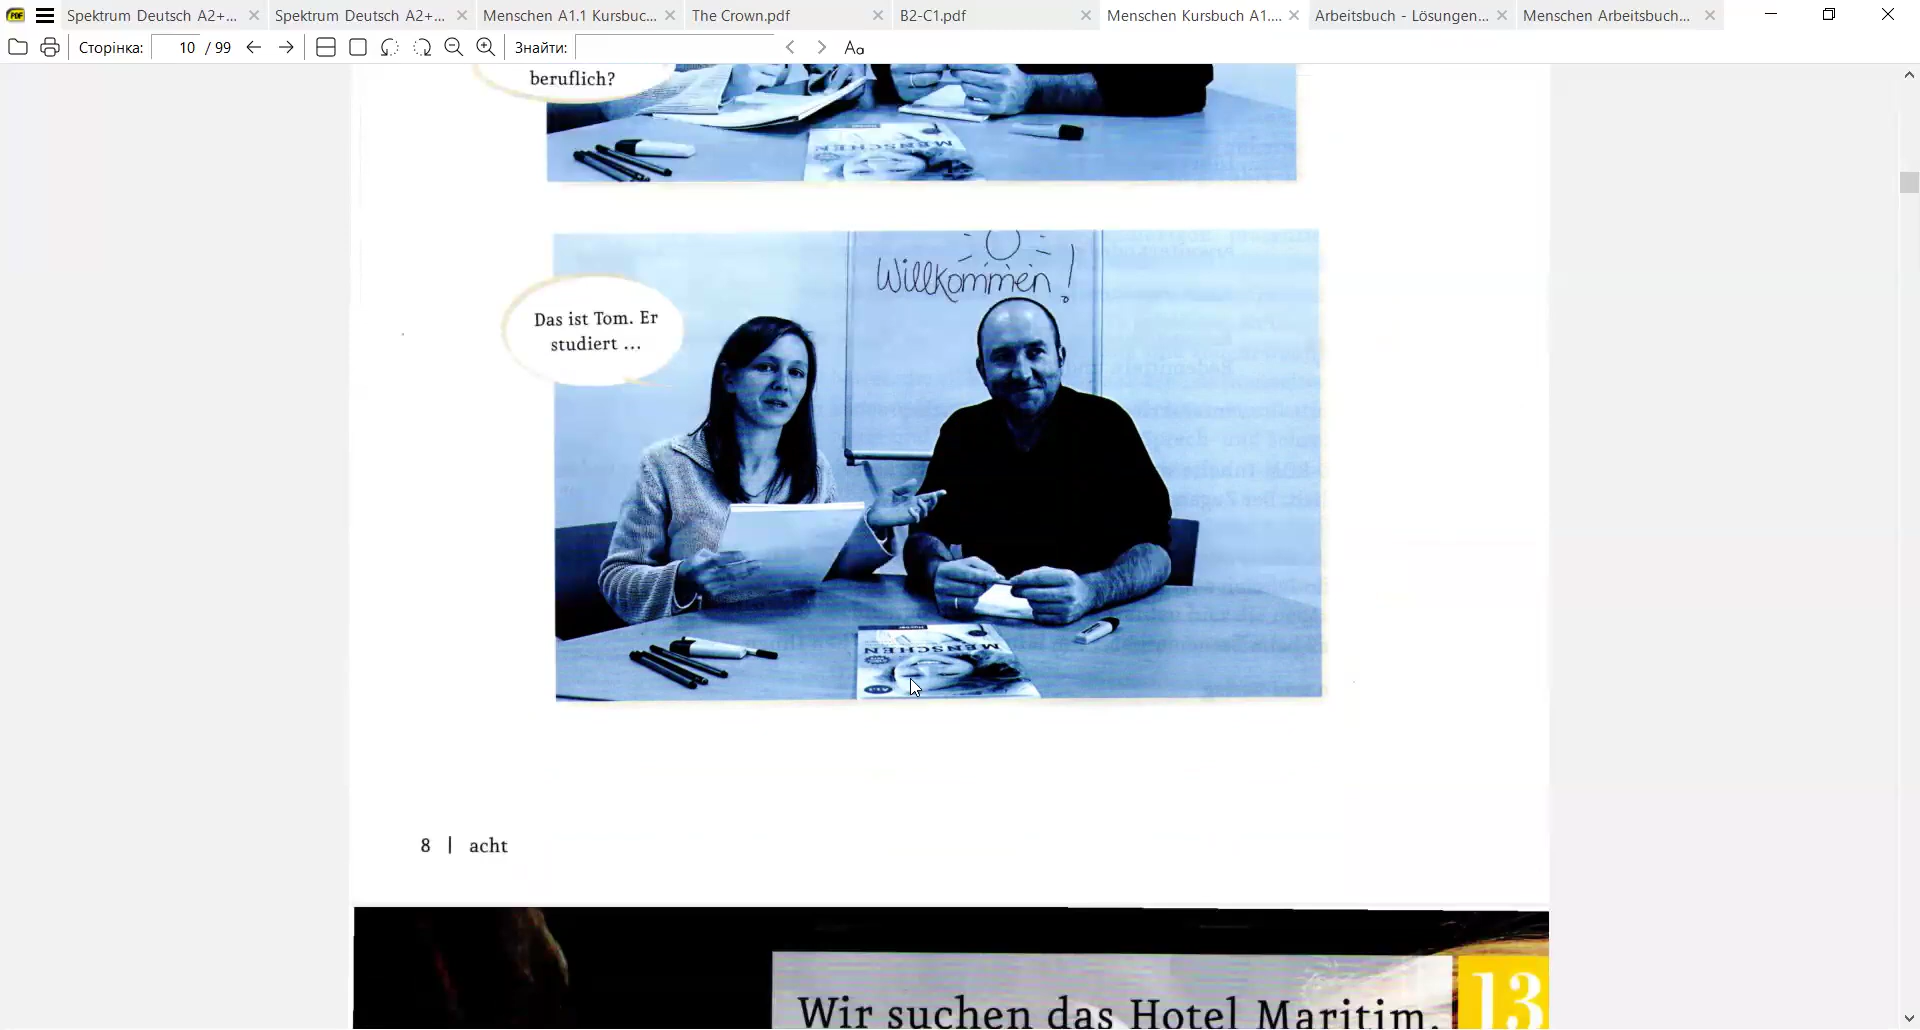 Spektrum Deutsch A2+...
Spektrum Deutsch A2+...
Menschen A1.1 Kursbuc...
The Crown.pdf
B2-C1.pdf
Menschen Kursbuch A1....
Arbeitsbuch - Lösungen...
Menschen Arbeitsbuch...
Сторінка: 10 / 99
Знайти:
Aa
beruflich?
MENSCHEN
Willkommen!
Das ist Tom. Er
studiert ...
MENSCHEN
8 | acht
Wir suchen das Hotel Maritim.
13